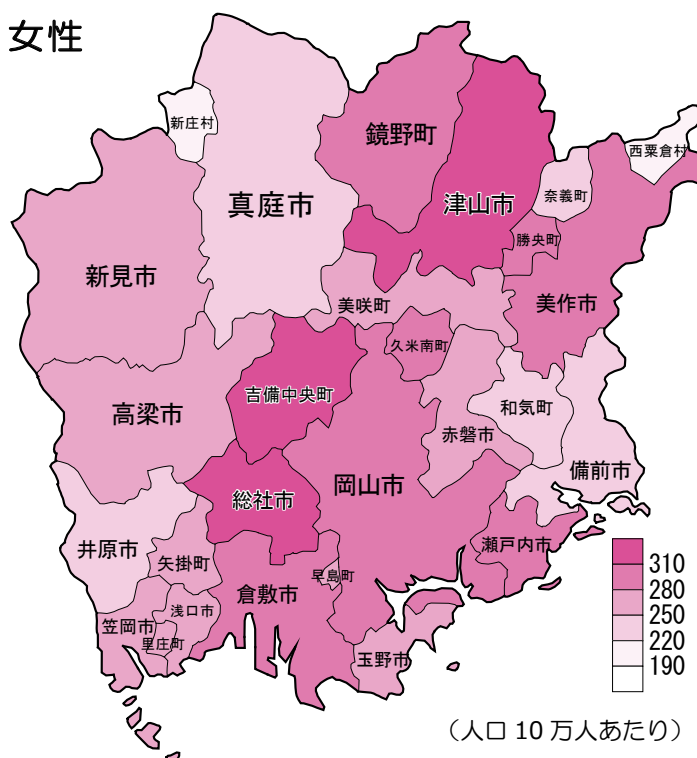 女性
新庄村
鏡野町
西粟倉村
真庭市
津山市
奈義町
勝央町
新見市
美咲町
美作市
久米南町
吉備中央町
高梁市
和気町
赤磐市
備前市
岡山市
総社市
井原市
矢掛町
瀬戸内市
早島町
倉敷市
浅口市
笠岡市
里庄町
玉野市
310
280
250
220
190
（人口 10 万人あたり）